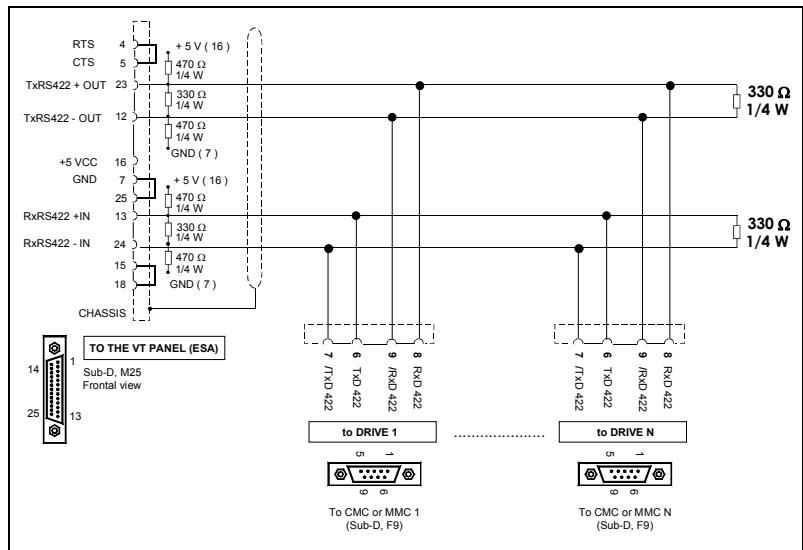 RTS 4
CTS 5
TxRS422 + OUT 23
TxRS422 - OUT 12
+5 VCC 16
GND 7
25
RxRS422 +IN 13
RxRS422 - IN 24
15
18
CHASSIS
+ 5 V ( 16 )
470 Ω
1/4 W
330 Ω
1/4 W
470 Ω
1/4 W
GND ( 7 )
+ 5 V ( 16 )
470 Ω
1/4 W
330 Ω
1/4 W
470 Ω
1/4 W
GND ( 7 )
330 Ω
1/4 W
330 Ω
1/4 W
TO THE VT PANEL (ESA)
Sub-D, M25
Frontal view
14
1
25
13
7 /TxD 422
6 TxD 422
9 /RxD 422
8 RxD 422
to DRIVE 1
5 1
9 6
To CMC or MMC 1
(Sub-D, F9)
.......................
7 /TxD 422
6 TxD 422
9 /RxD 422
8 RxD 422
to DRIVE N
5 1
9 6
To CMC or MMC N
(Sub-D, F9)